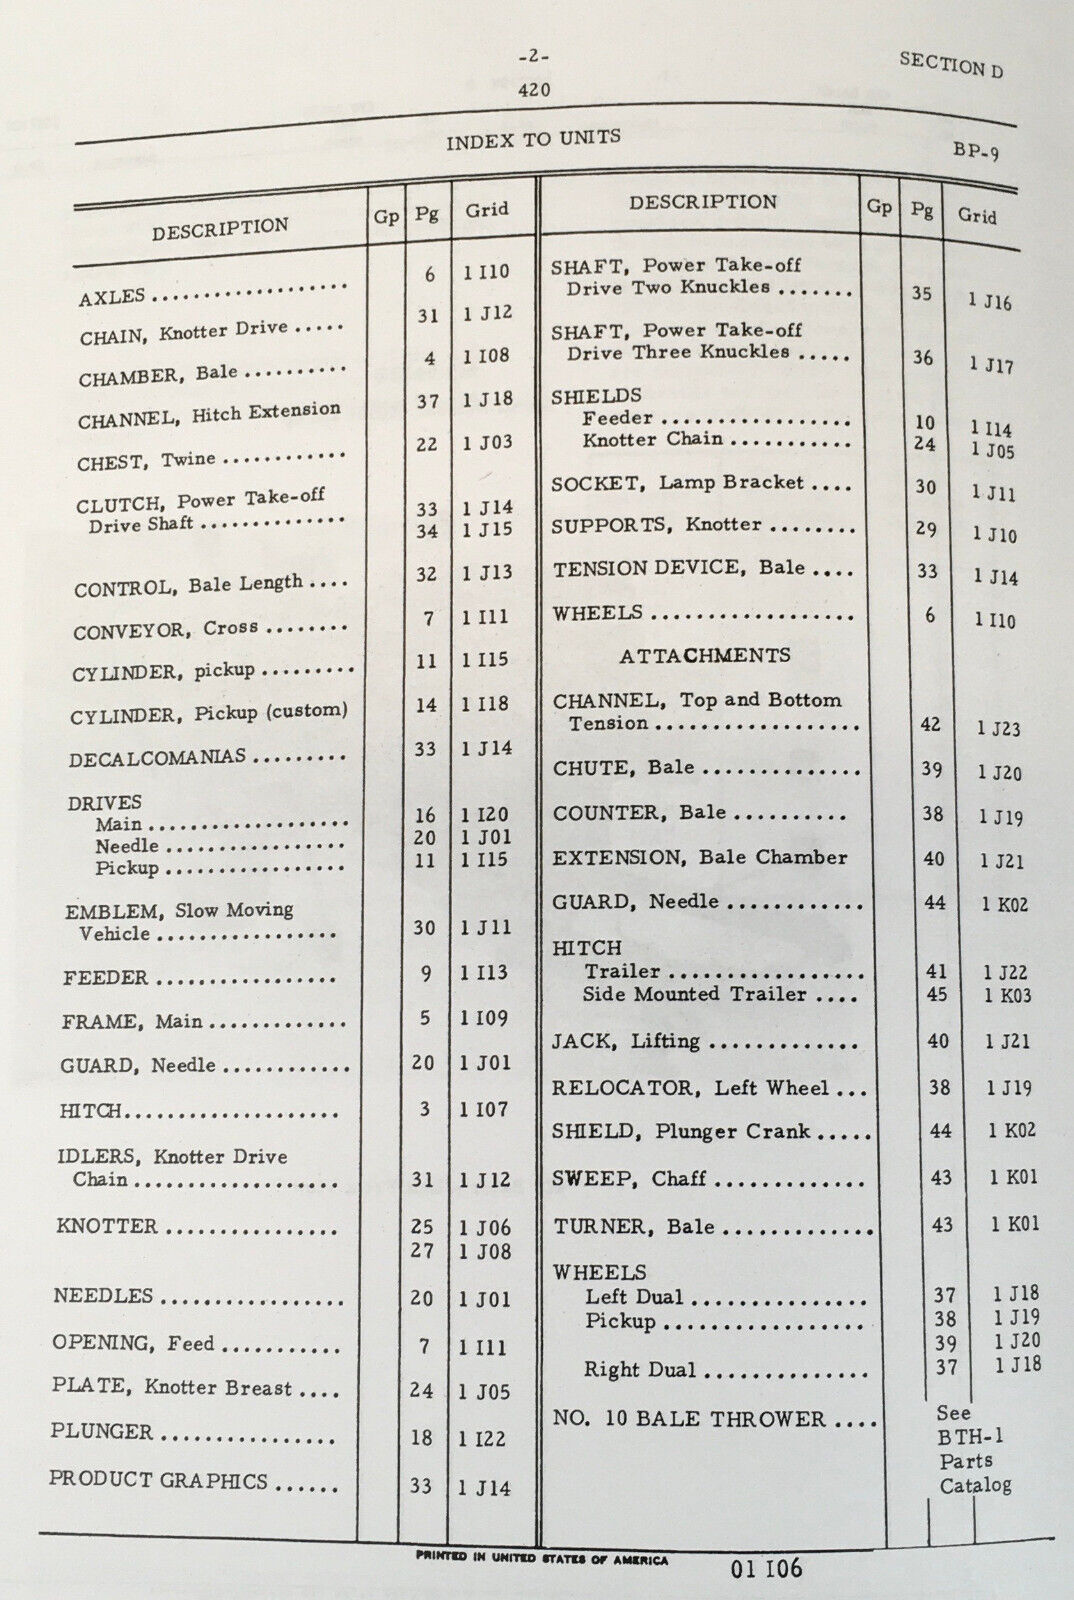 -2-
SECTION D
420
INDEX TO UNITS
BP-9
DESCRIPTION Gp Pg Grid
AXLES ................... 6 1 I10
CHAIN, Knotter Drive ..... 31 1 J12
CHAMBER, Bale .......... 4 1 I08
CHANNEL, Hitch Extension 37 1 J18
CHEST, Twine ............ 22 1 J03
CLUTCH, Power Take-off
Drive Shaft .............. 33 1 J14
34 1 J15
CONTROL, Bale Length .... 32 1 J13
CONVEYOR, Cross ........ 7 1 I11
CYLINDER, pickup ......... 11 1 I15
CYLINDER, Pickup (custom) 14 1 I18
DECALCOMANIAS ......... 33 1 J14
DRIVES
Main ................... 16 1 I20
Needle ................. 20 1 J01
Pickup ................. 11 1 I15
EMBLEM, Slow Moving
Vehicle ................. 30 1 J11
FEEDER ................. 9 1 I13
FRAME, Main ............. 5 1 I09
GUARD, Needle ............ 20 1 J01
HITCH.................... 3 1 I07
IDLERS, Knotter Drive
Chain ................... 31 1 J12
KNOTTER ................ 25 1 J06
27 1 J08
NEEDLES ................. 20 1 J01
OPENING, Feed ........... 7 1 I11
PLATE, Knotter Breast .... 24 1 J05
PLUNGER ................ 18 1 I22
PRODUCT GRAPHICS ...... 33 1 J14
DESCRIPTION Gp Pg Grid
SHAFT, Power Take-off
Drive Two Knuckles ....... 35 1 J16
SHAFT, Power Take-off
Drive Three Knuckles ..... 36 1 J17
SHIELDS
Feeder ................. 10 1 I14
Knotter Chain ........... 24 1 J05
SOCKET, Lamp Bracket .... 30 1 J11
SUPPORTS, Knotter ........ 29 1 J10
TENSION DEVICE, Bale .... 33 1 J14
WHEELS .................. 6 1 I10
ATTACHMENTS
CHANNEL, Top and Bottom
Tension .................. 42 1 J23
CHUTE, Bale .............. 39 1 J20
COUNTER, Bale .......... 38 1 J19
EXTENSION, Bale Chamber 40 1 J21
GUARD, Needle ............ 44 1 K02
HITCH
Trailer ................. 41 1 J22
Side Mounted Trailer .... 45 1 K03
JACK, Lifting ............. 40 1 J21
RELOCATOR, Left Wheel ... 38 1 J19
SHIELD, Plunger Crank ..... 44 1 K02
SWEEP, Chaff ............. 43 1 K01
TURNER, Bale ............. 43 1 K01
WHEELS
Left Dual ............... 37 1 J18
Pickup .................. 38 1 J19
39 1 J20
Right Dual .............. 37 1 J18
NO. 10 BALE THROWER .... See
BTH-1
Parts
Catalog
PRINTED IN UNITED STATES OF AMERICA
01 I06